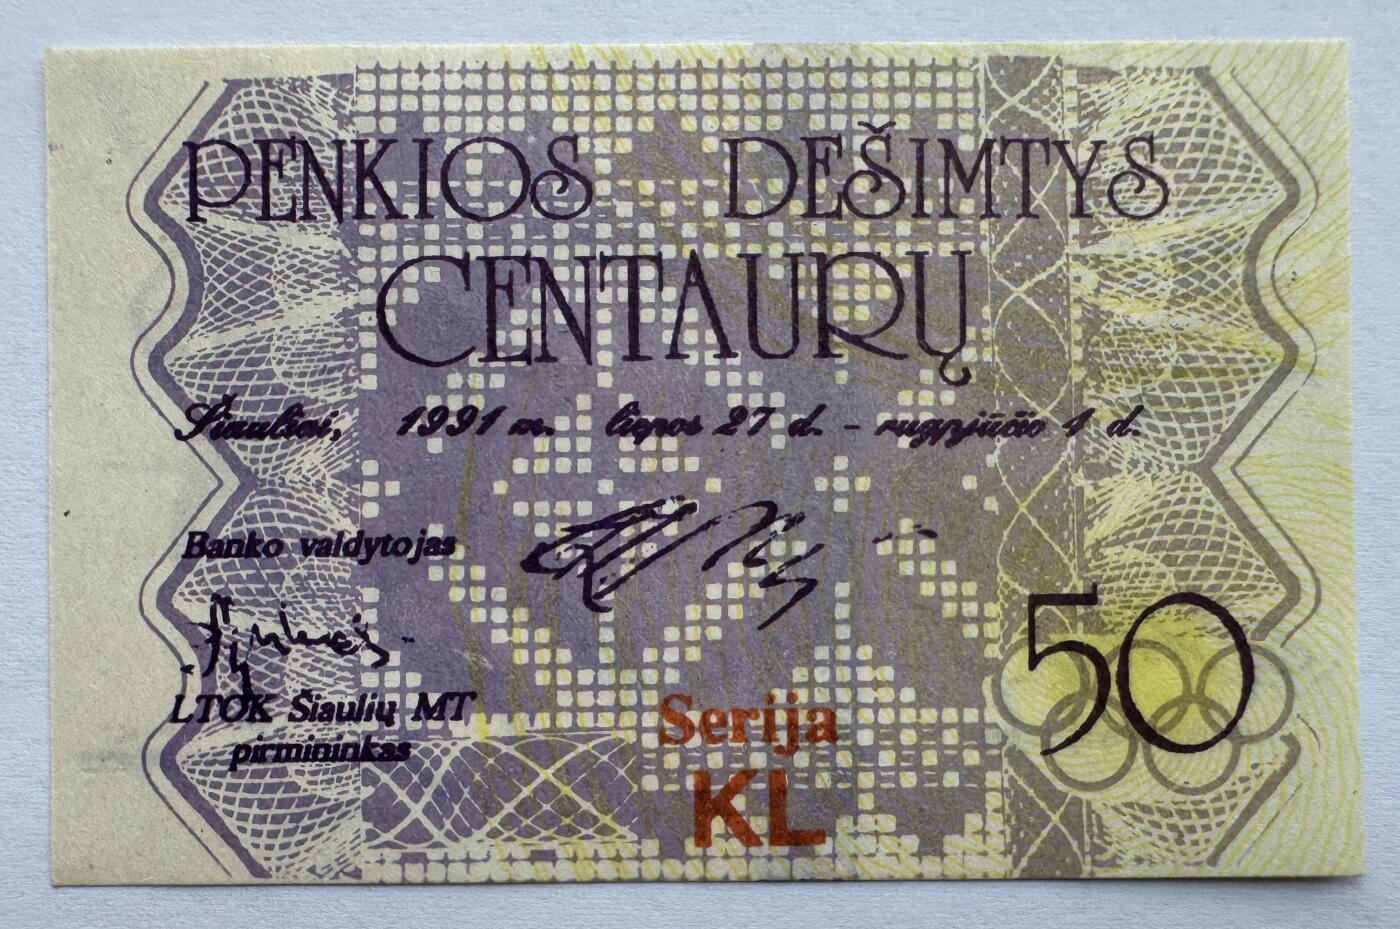 PENKIOS DEŠIMTYS
CENTAURŲ
Šiauliai, 1991 m. liepos 27 d. - rugpjūčio 4 d.
Banko valdytojas
LTOK Šiaulių MT
pirmininkas
Serija
KL
50